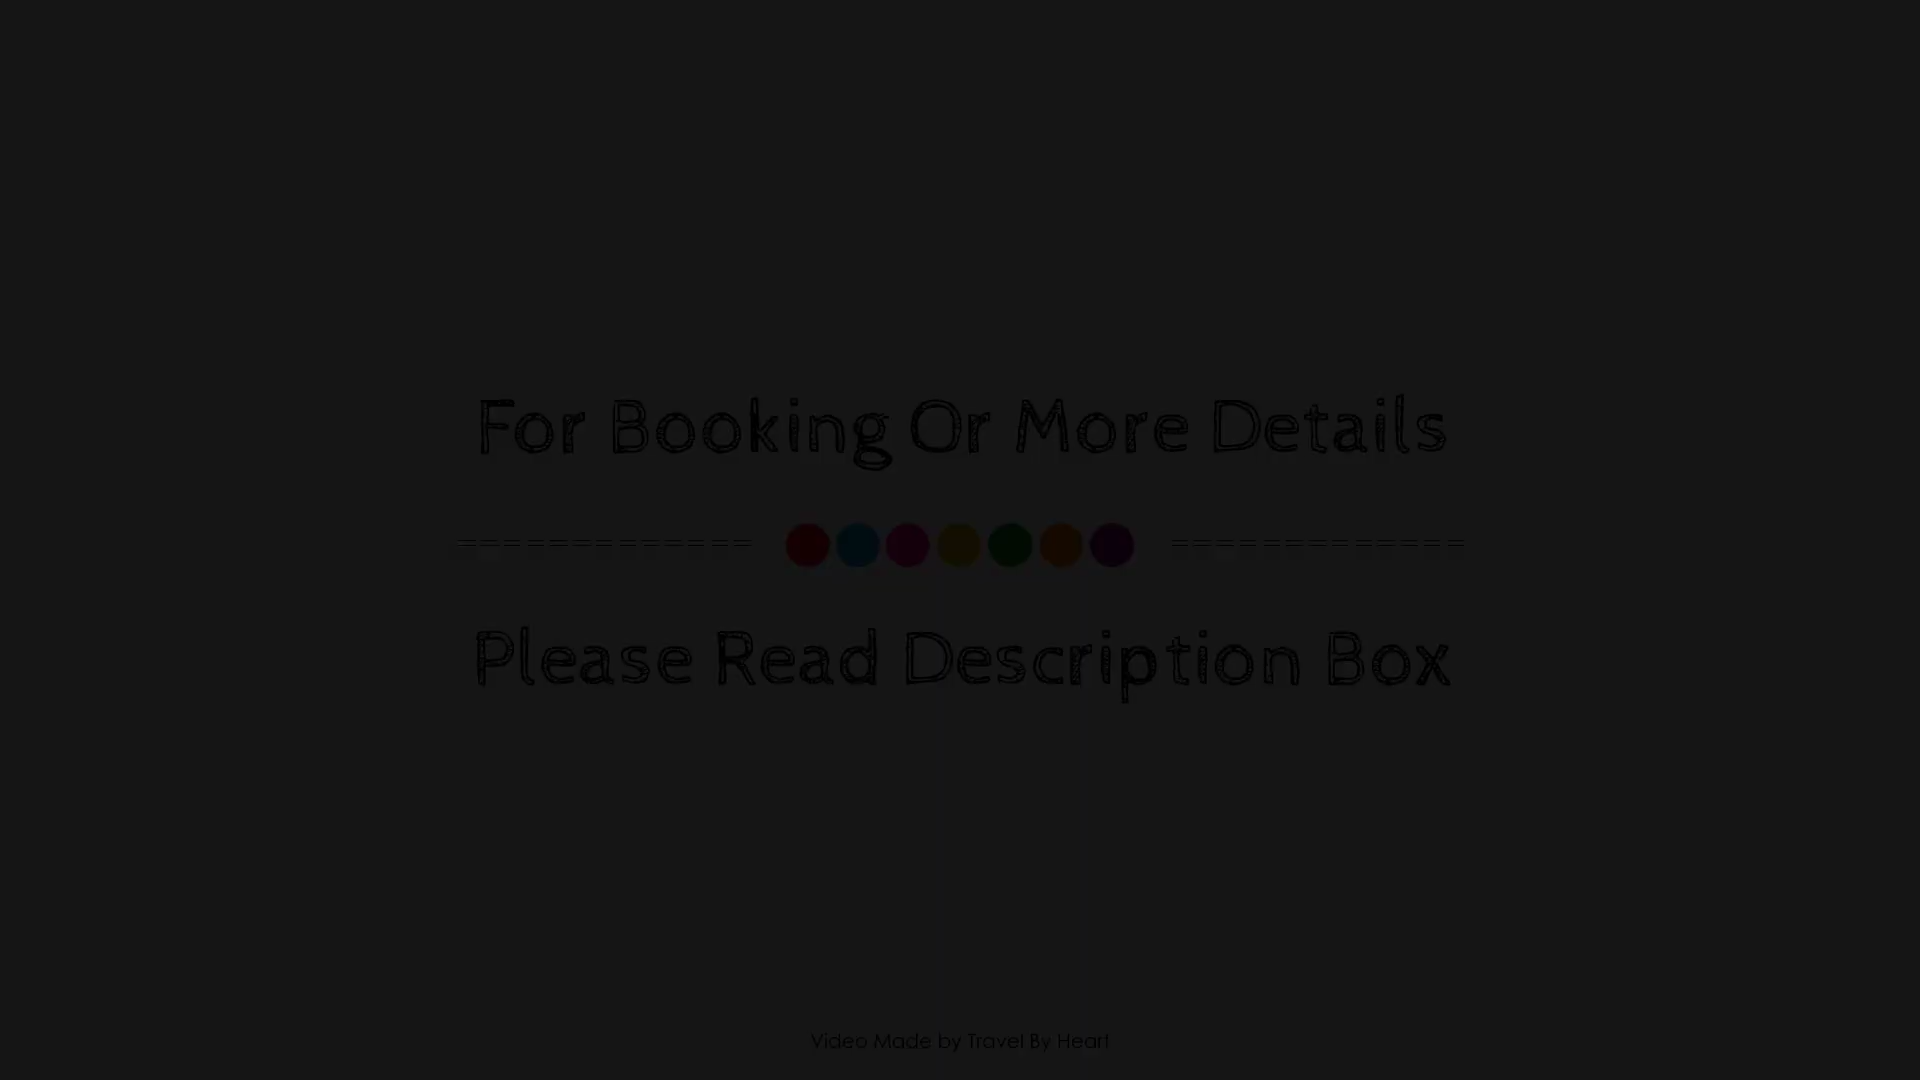 For Booking Or More Details
============= =============
Please Read Description Box
Video Made by Travel By Heart